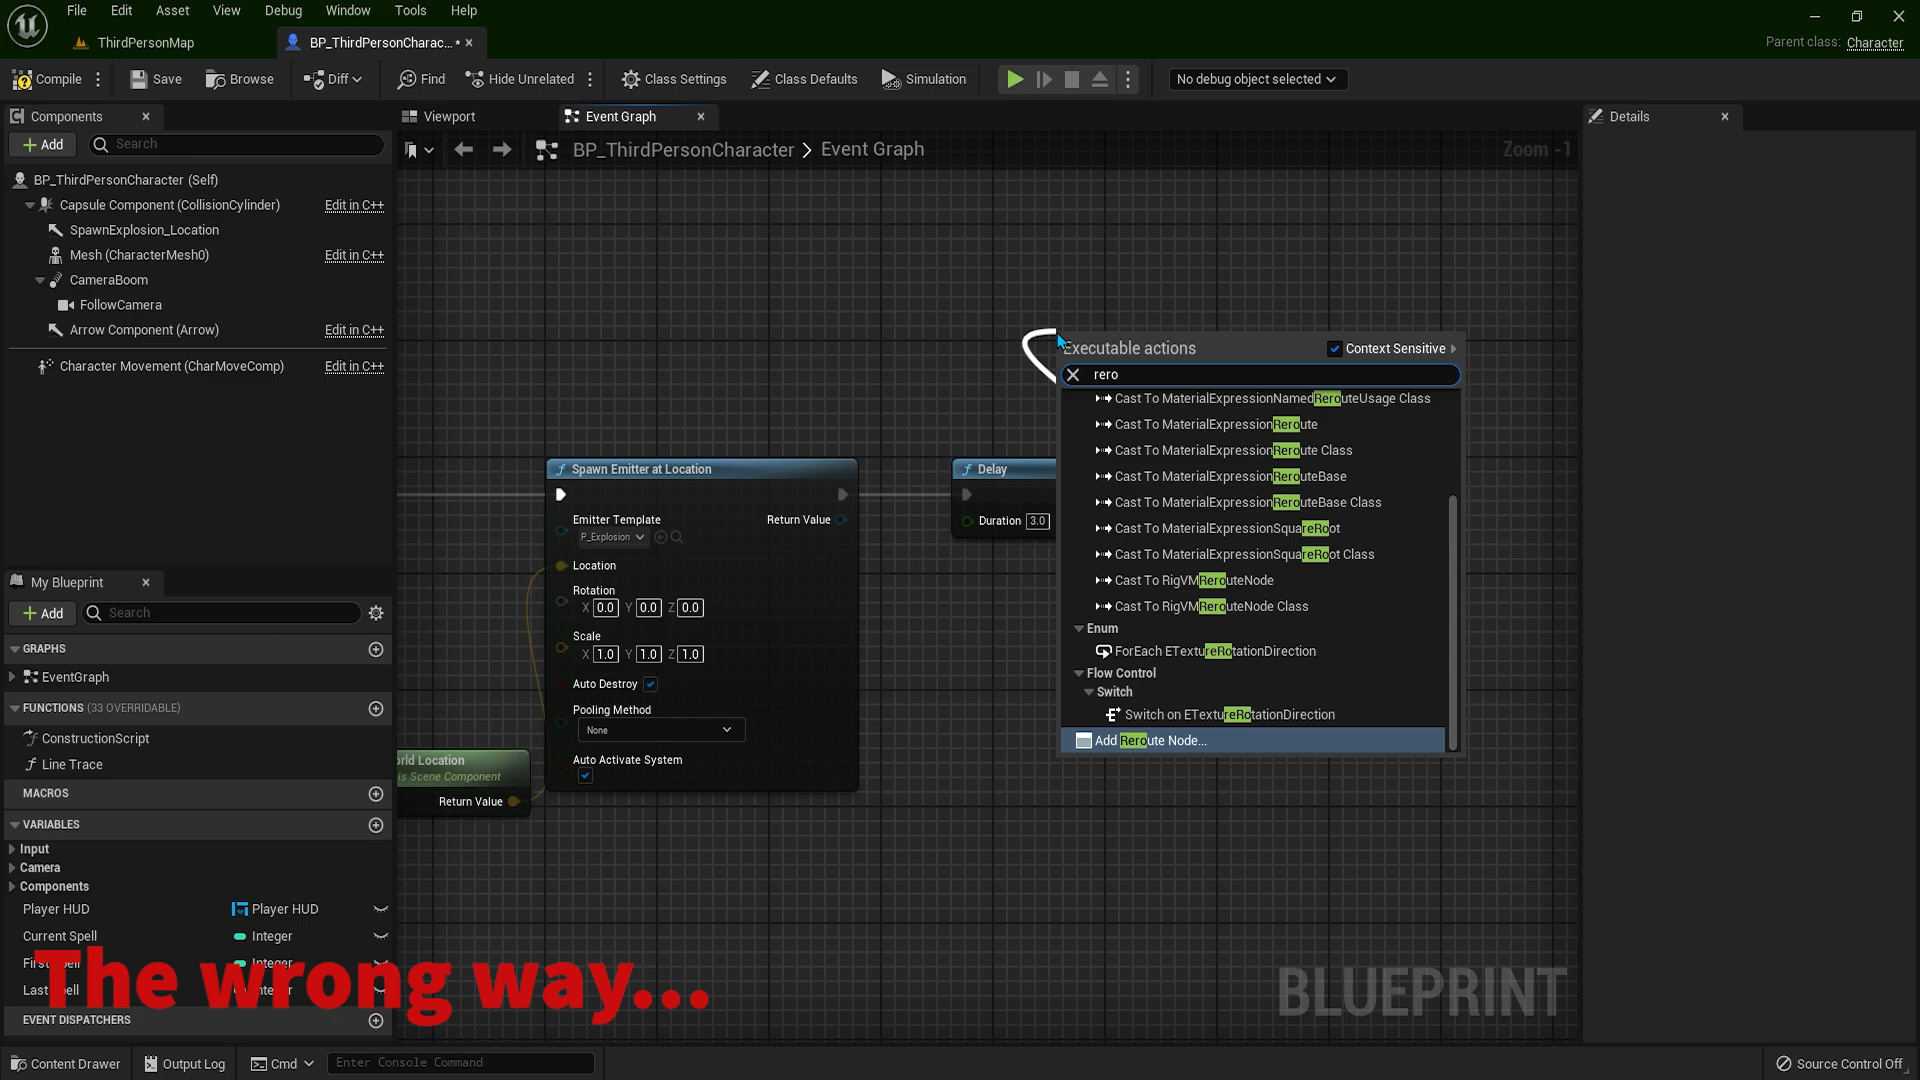 File Edit Asset View Debug Window Tools Help
ThirdPersonMap
BP_ThirdPersonCharac... •
Parent class: Character
Compile
Save
Browse
Diff
Find
Hide Unrelated
Class Settings
Class Defaults
Simulation
No debug object selected
Components
Add
Search
BP_ThirdPersonCharacter (Self)
Capsule Component (CollisionCylinder) Edit in C++
SpawnExplosion_Location
Mesh (CharacterMesh0) Edit in C++
CameraBoom
FollowCamera
Arrow Component (Arrow) Edit in C++
Character Movement (CharMoveComp) Edit in C++
My Blueprint
Add
Search
GRAPHS
EventGraph
FUNCTIONS (33 OVERRIDABLE)
ConstructionScript
Line Trace
MACROS
VARIABLES
Input
Camera
Components
Player HUD Player HUD
Current Spell Integer
Integer
EVENT DISPATCHERS
The wrong way...
Viewport
Event Graph
BP_ThirdPersonCharacter > Event Graph
Zoom -1
Spawn Emitter at Location
Emitter Template
P_Explosion
Return Value
Location
Rotation
X 0.0 Y 0.0 Z 0.0
Scale
X 1.0 Y 1.0 Z 1.0
Auto Destroy
Pooling Method
None
Auto Activate System
orld Location
is Scene Component
Return Value
Delay
Duration 3.0
Executable actions
Context Sensitive
rero
Cast To MaterialExpressionNamedRerouteUsage Class
Cast To MaterialExpressionReroute
Cast To MaterialExpressionReroute Class
Cast To MaterialExpressionRerouteBase
Cast To MaterialExpressionRerouteBase Class
Cast To MaterialExpressionSquareRoot
Cast To MaterialExpressionSquareRoot Class
Cast To RigVMRerouteNode
Cast To RigVMRerouteNode Class
Enum
ForEach ETextureRotationDirection
Flow Control
Switch
Switch on ETextureRotationDirection
Add Reroute Node...
BLUEPRINT
Details
Content Drawer
Output Log
Cmd
Enter Console Command
Source Control Off